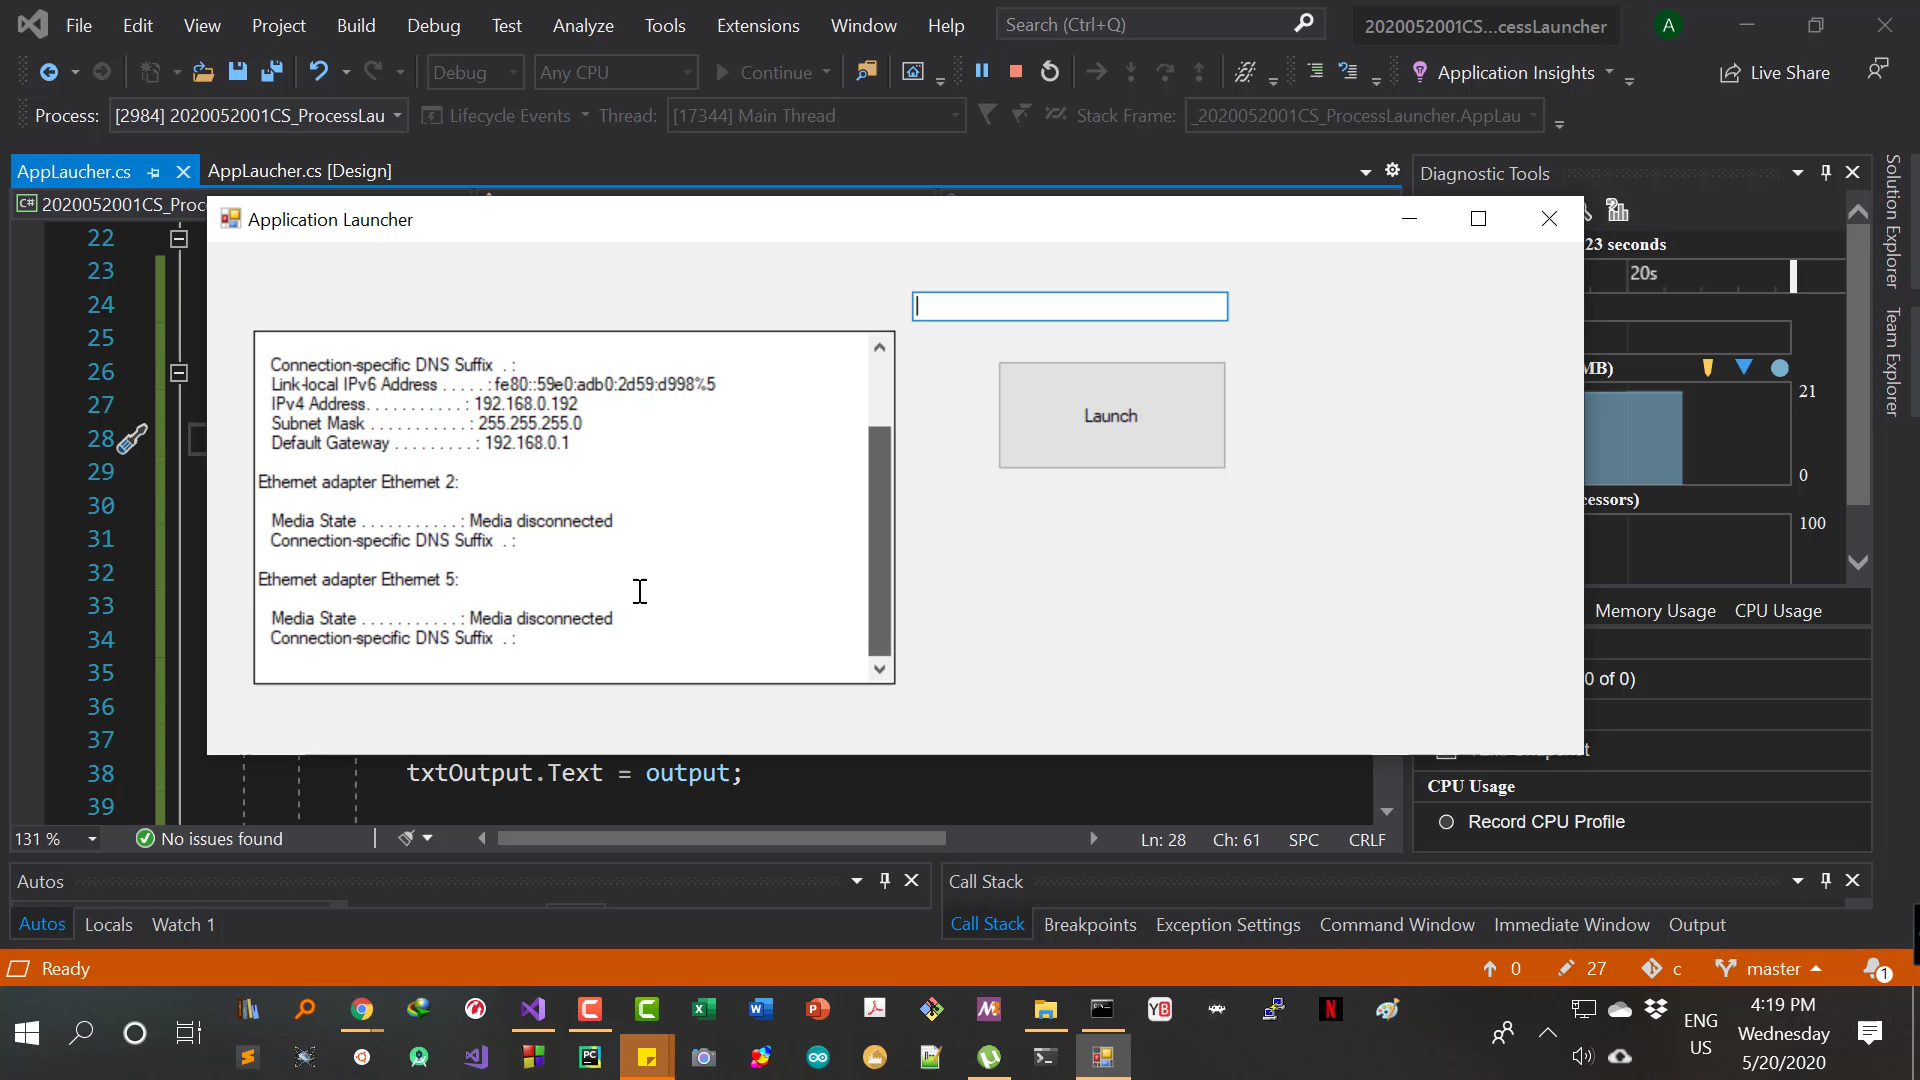 File Edit View Project Build Debug Test Analyze Tools Extensions Window Help Search (Ctrl+Q) 2020052001CS...cessLauncher A
Debug Any CPU Continue Application Insights Live Share
Process: [2984] 2020052001CS_ProcessLau Lifecycle Events Thread: [17344] Main Thread Stack Frame: _2020052001CS_ProcessLauncher.AppLau
AppLaucher.cs AppLaucher.cs [Design]
Diagnostic Tools
C# 2020052001CS_Proc
Application Launcher
23 seconds
20s
Connection-specific DNS Suffix . :
Link-local IPv6 Address . . . . . : fe80::59e0:adb0:2d59:d998%5
IPv4 Address. . . . . . . . . . . : 192.168.0.192
Subnet Mask . . . . . . . . . . . : 255.255.255.0
Default Gateway . . . . . . . . . : 192.168.0.1
Ethernet adapter Ethernet 2:
Media State . . . . . . . . . . . : Media disconnected
Connection-specific DNS Suffix . :
Ethernet adapter Ethernet 5:
Media State . . . . . . . . . . . : Media disconnected
Connection-specific DNS Suffix . :
Launch
MB)
21
0
cessors)
100
Memory Usage CPU Usage
0 of 0)
CPU Usage
Record CPU Profile
Solution Explorer
Team Explorer
22
23
24
25
26
27
28
29
30
31
32
33
34
35
36
37
38 txtOutput.Text = output;
39
131 % No issues found Ln: 28 Ch: 61 SPC CRLF
Autos
Autos Locals Watch 1
Call Stack
Call Stack Breakpoints Exception Settings Command Window Immediate Window Output
Ready 0 27 c master 1
ENG
US
4:19 PM
Wednesday
5/20/2020